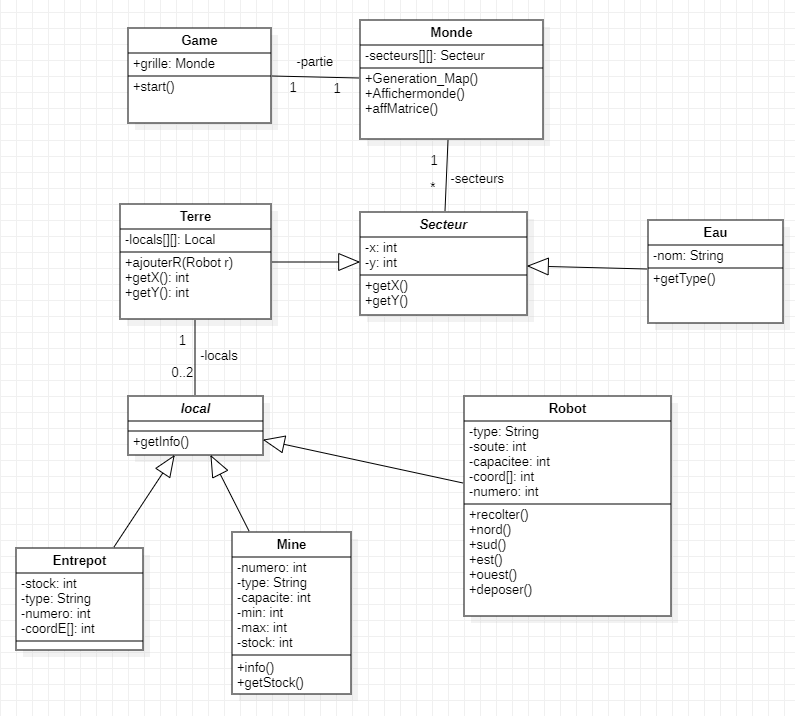 Game
+grille: Monde
+start()
-partie
1
1
Monde
-secteurs[][]: Secteur
+Generation_Map()
+Affichermonde()
+affMatrice()
1
*
-secteurs
Terre
-locals[][]: Local
+ajouterR(Robot r)
+getX(): int
+getY(): int
Secteur
-x: int
-y: int
+getX()
+getY()
Eau
-nom: String
+getType()
1
0..2
-locals
local
+getInfo()
Robot
-type: String
-soute: int
-capacitee: int
-coord[]: int
-numero: int
+recolter()
+nord()
+sud()
+est()
+ouest()
+deposer()
Entrepot
-stock: int
-type: String
-numero: int
-coordE[]: int
Mine
-numero: int
-type: String
-capacite: int
-min: int
-max: int
-stock: int
+info()
+getStock()